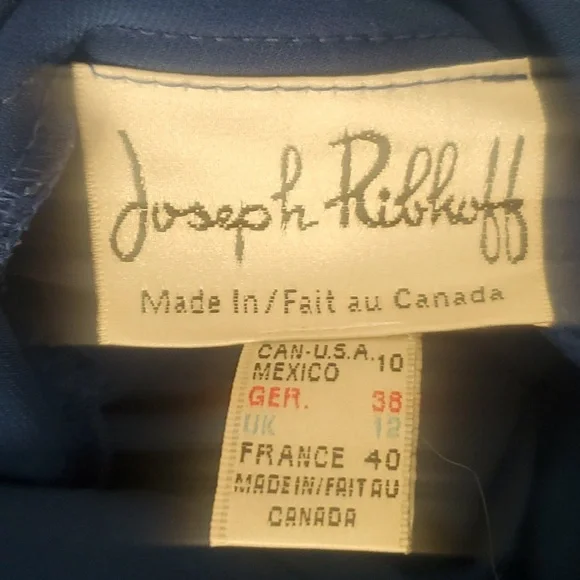 Joseph Ribkoff
Made In/Fait au Canada
CAN-U.S.A. 10
MEXICO
GER. 38
UK 12
FRANCE 40
MADE IN/FAIT AU
CANADA